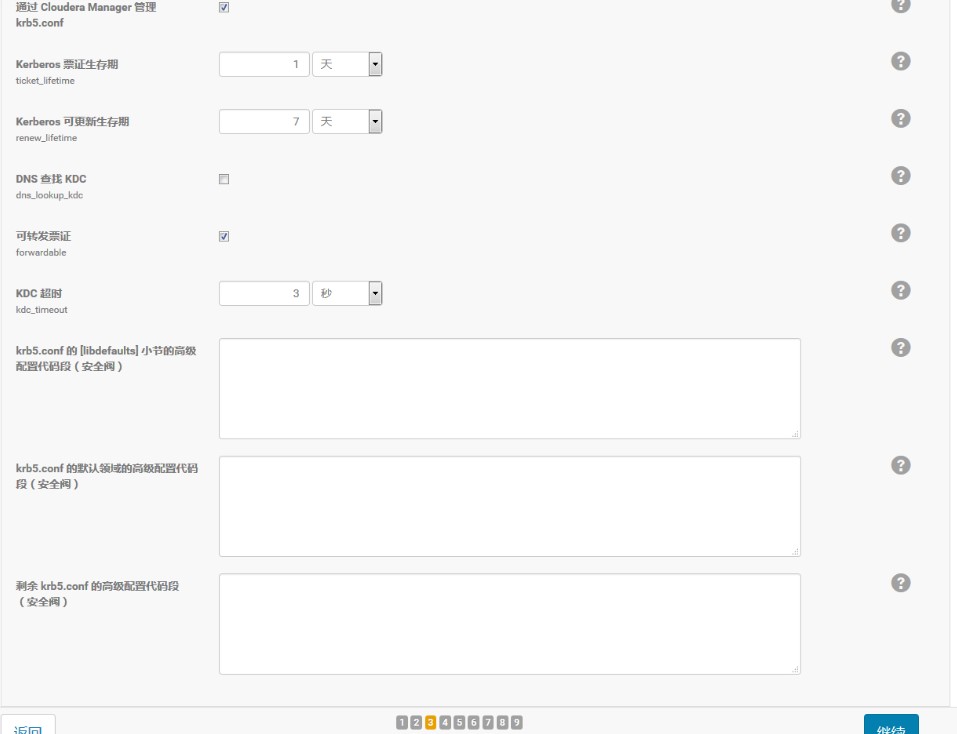 通过 Cloudera Manager 管理
krb5.conf
Kerberos 票证生存期
ticket_lifetime
1 天
Kerberos 可更新生存期
renew_lifetime
7 天
DNS 查找 KDC
dns_lookup_kdc
可转发票证
forwardable
KDC 超时
kdc_timeout
3 秒
krb5.conf 的 [libdefaults] 小节的高级
配置代码段（安全阀）
krb5.conf 的默认领域的高级配置代码
段（安全阀）
剩余 krb5.conf 的高级配置代码段
（安全阀）
返回
1 2 3 4 5 6 7 8 9
继续